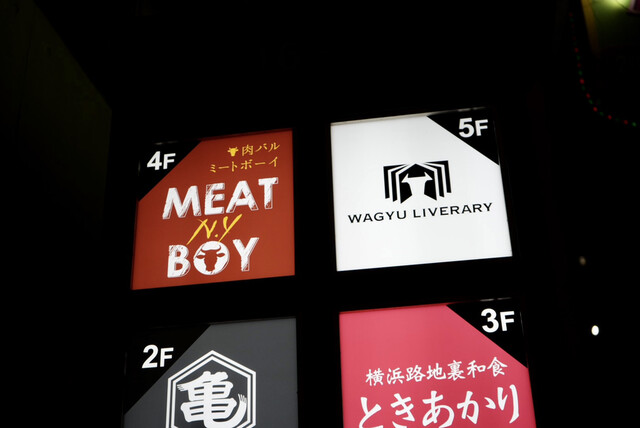 4F
肉バル
ミートボーイ
MEAT
N.Y
BOY
5F
WAGYU LIVERARY
2F
亀
3F
横浜路地裏和食
ときあかり